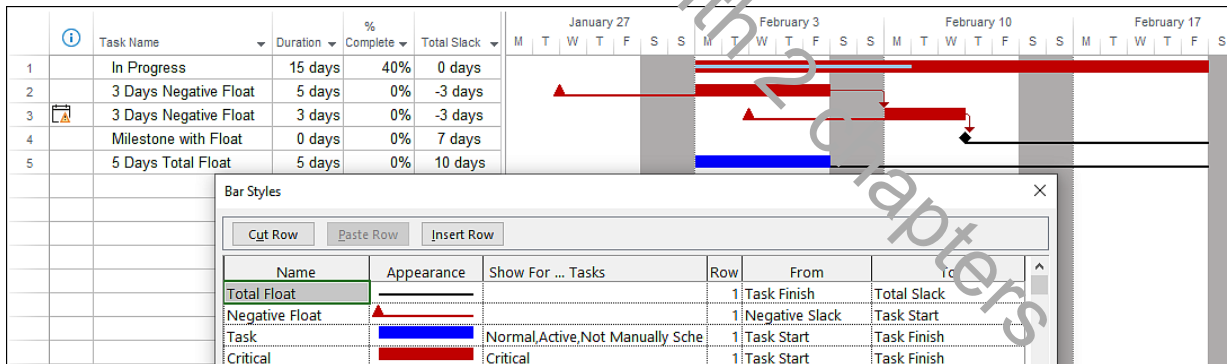 January 27 February 3 February 10 February 17
%
Task Name Duration Complete Total Slack M T W T F S S M T W T F S S M T W T F S S M T W T F S
1 In Progress 15 days 40% 0 days
2 3 Days Negative Float 5 days 0% -3 days
3 3 Days Negative Float 3 days 0% -3 days
4 Milestone with Float 0 days 0% 7 days
5 5 Days Total Float 5 days 0% 10 days
Bar Styles
Cut Row Paste Row Insert Row
Name Appearance Show For ... Tasks Row From To
Total Float 1 Task Finish Total Slack
Negative Float 1 Negative Slack Task Start
Task Normal,Active,Not Manually Sche 1 Task Start Task Finish
Critical Critical 1 Task Start Task Finish
2 chapters